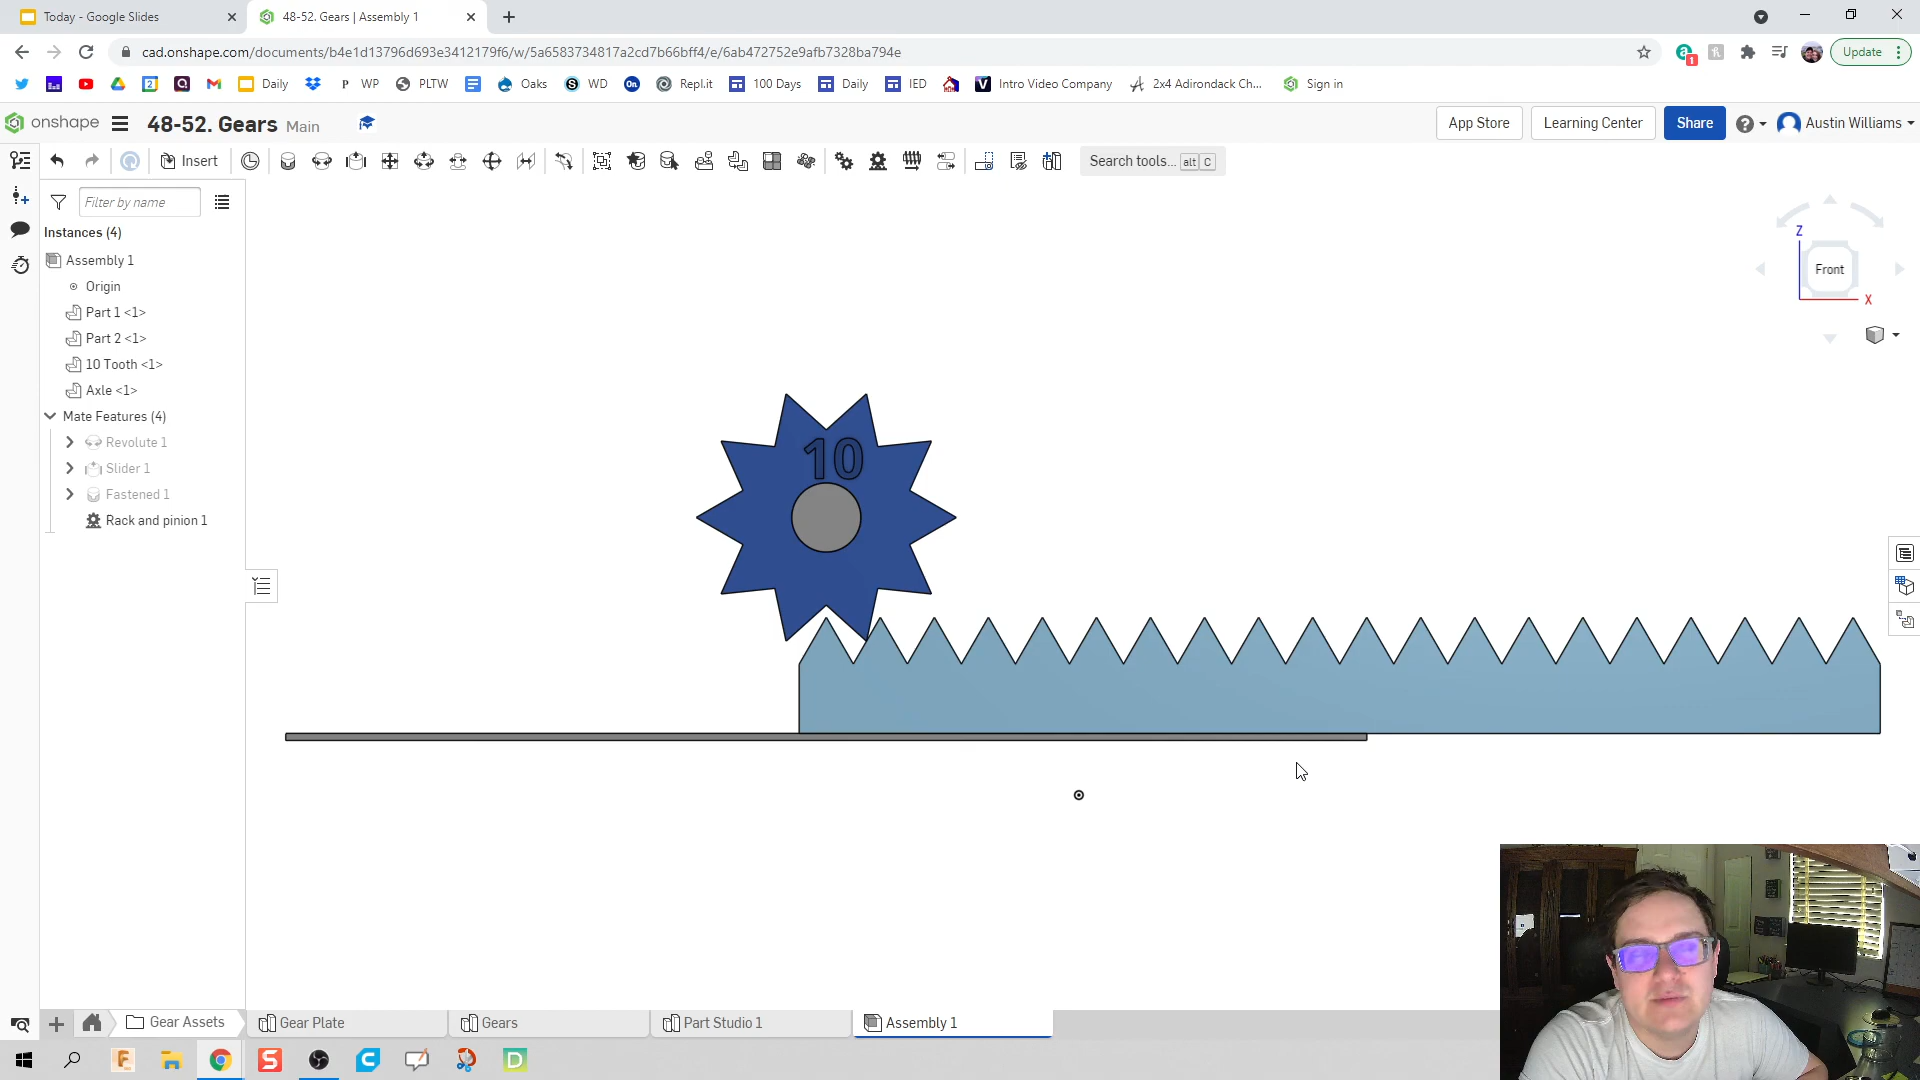 Today - Google Slides
48-52. Gears | Assembly 1
cad.onshape.com/documents/b4e1d13796d693e3412179f6/w/5a6583734817a2cd7b66bff4/e/6ab472752e9afb7328ba794e
1
Update
2
Daily
P WP
PLTW
Oaks
S WD
On
Repl.it
100 Days
Daily
IED
V Intro Video Company
2x4 Adirondack Ch...
Sign in
onshape
48-52. Gears Main
App Store
Learning Center
Share
Austin Williams
Insert
Search tools... alt C
Filter by name
Instances (4)
Assembly 1
Origin
Part 1 <1>
Part 2 <1>
10 Tooth <1>
Axle <1>
Mate Features (4)
Revolute 1
Slider 1
Fastened 1
Rack and pinion 1
Z
Front
X
10
Gear Assets
Gear Plate
Gears
Part Studio 1
Assembly 1
F
S
C
D